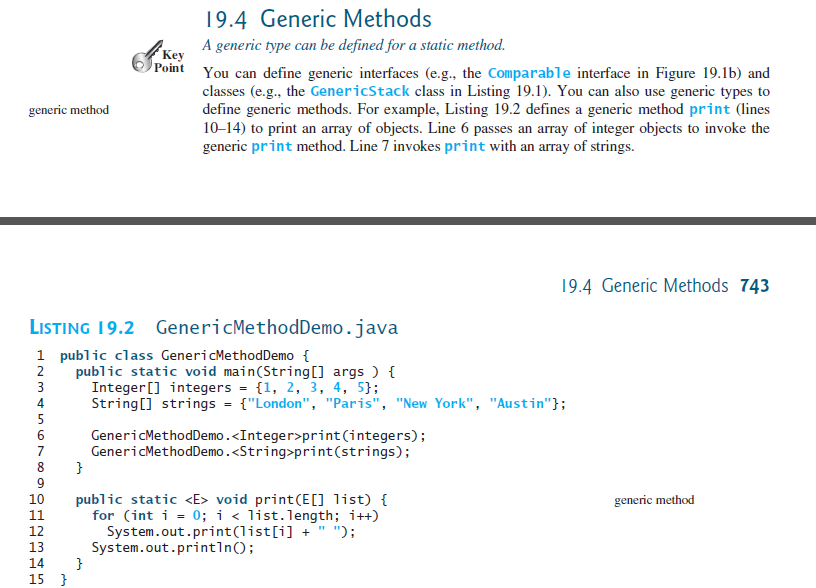 19.4 Generic Methods
Key
Point
A generic type can be defined for a static method.
You can define generic interfaces (e.g., the Comparable interface in Figure 19.1b) and
classes (e.g., the GenericStack class in Listing 19.1). You can also use generic types to
generic method
define generic methods. For example, Listing 19.2 defines a generic method print (lines
10–14) to print an array of objects. Line 6 passes an array of integer objects to invoke the
generic print method. Line 7 invokes print with an array of strings.
19.4 Generic Methods 743
LISTING 19.2 GenericMethodDemo.java
1 public class GenericMethodDemo {
2   public static void main(String[] args ) {
3     Integer[] integers = {1, 2, 3, 4, 5};
4     String[] strings = {"London", "Paris", "New York", "Austin"};
5
6     GenericMethodDemo.<Integer>print(integers);
7     GenericMethodDemo.<String>print(strings);
8   }
9
10   public static <E> void print(E[] list) {
generic method
11     for (int i = 0; i < list.length; i++)
12       System.out.print(list[i] + " ");
13     System.out.println();
14   }
15 }